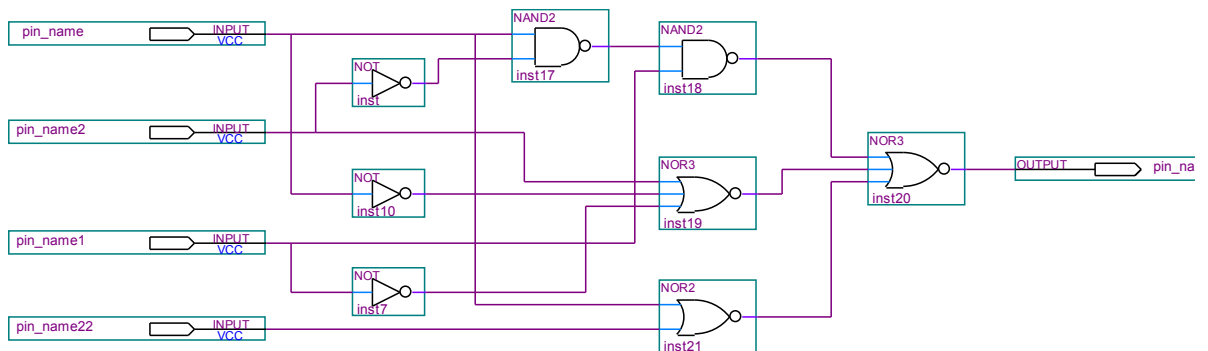 pin_name
INPUT
VCC
NAND2
inst17
NAND2
inst18
NOT
inst
pin_name2
INPUT
VCC
NOR3
inst20
OUTPUT
pin_na
NOT
inst10
NOR3
inst19
pin_name1
INPUT
VCC
NOT
inst7
NOR2
inst21
pin_name22
INPUT
VCC